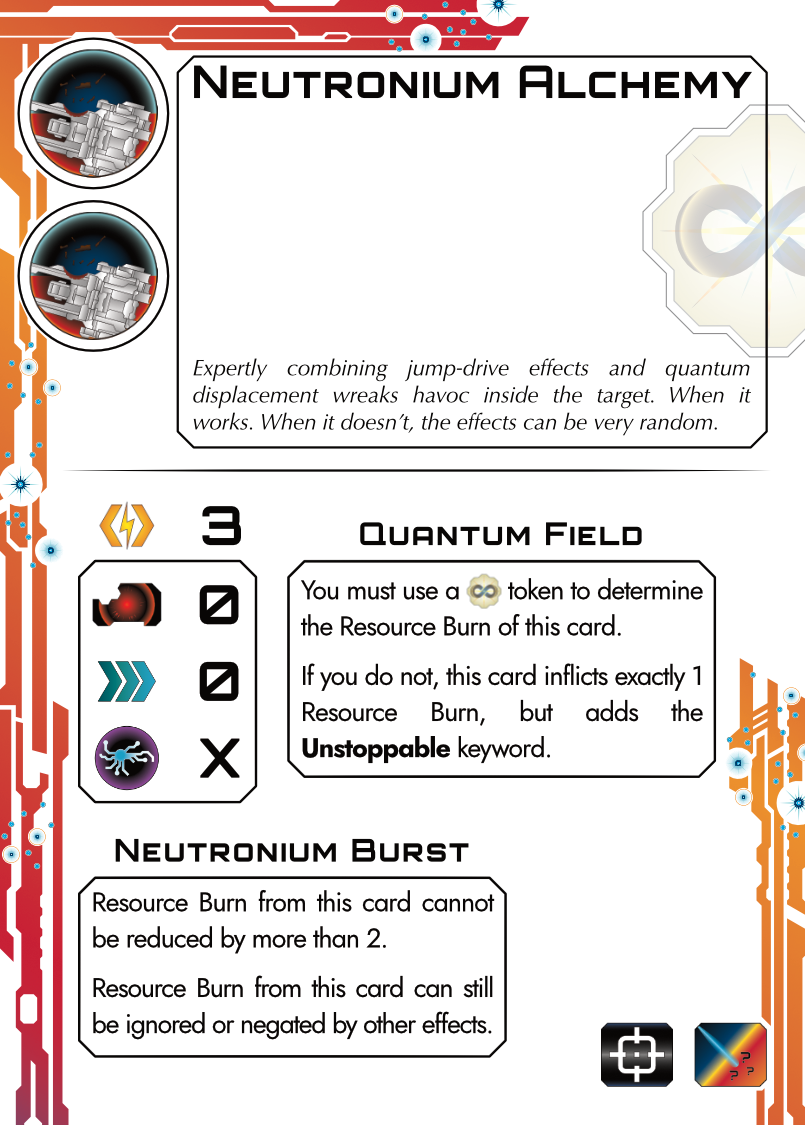 Neutronium Alchemy
Expertly combining jump-drive effects and quantum
displacement wreaks havoc inside the target. When it
works. When it doesn't, the effects can be very random.
3
0
0
X
Quantum Field
You must use a token to determine
the Resource Burn of this card.
If you do not, this card inflicts exactly 1
Resource Burn, but adds the
Unstoppable keyword.
Neutronium Burst
Resource Burn from this card cannot
be reduced by more than 2.
Resource Burn from this card can still
be ignored or negated by other effects.
? ? ?